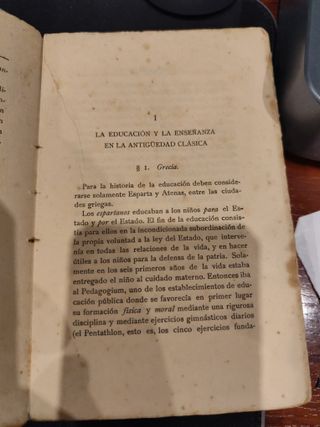 I
LA EDUCACIÓN Y LA ENSEÑANZA
EN LA ANTIGÜEDAD CLÁSICA
§ 1. Grecia.
Para la historia de la educación deben conside-
rarse solamente Esparta y Atenas, entre las ciuda-
des griegas.
Los espartanos educaban a los niños para el Es-
tado y por el Estado. El fin de la educación consis-
tía para ellos en la incondicionada subordinación de
la propia voluntad a la ley del Estado, que interve-
nía en todas las relaciones de la vida, y en hacer
útiles a los niños para la defensa de la patria. Sola-
mente en los seis primeros años de la vida estaba
entregado el niño al cuidado materno. Entonces iba
al Pedagogium, uno de los establecimientos de edu-
cación pública donde se favorecía en primer lugar
su formación física y moral mediante una rigurosa
disciplina y mediante ejercicios gimnásticos diarios
(el Pentathlon, esto es, los cinco ejercicios funda-